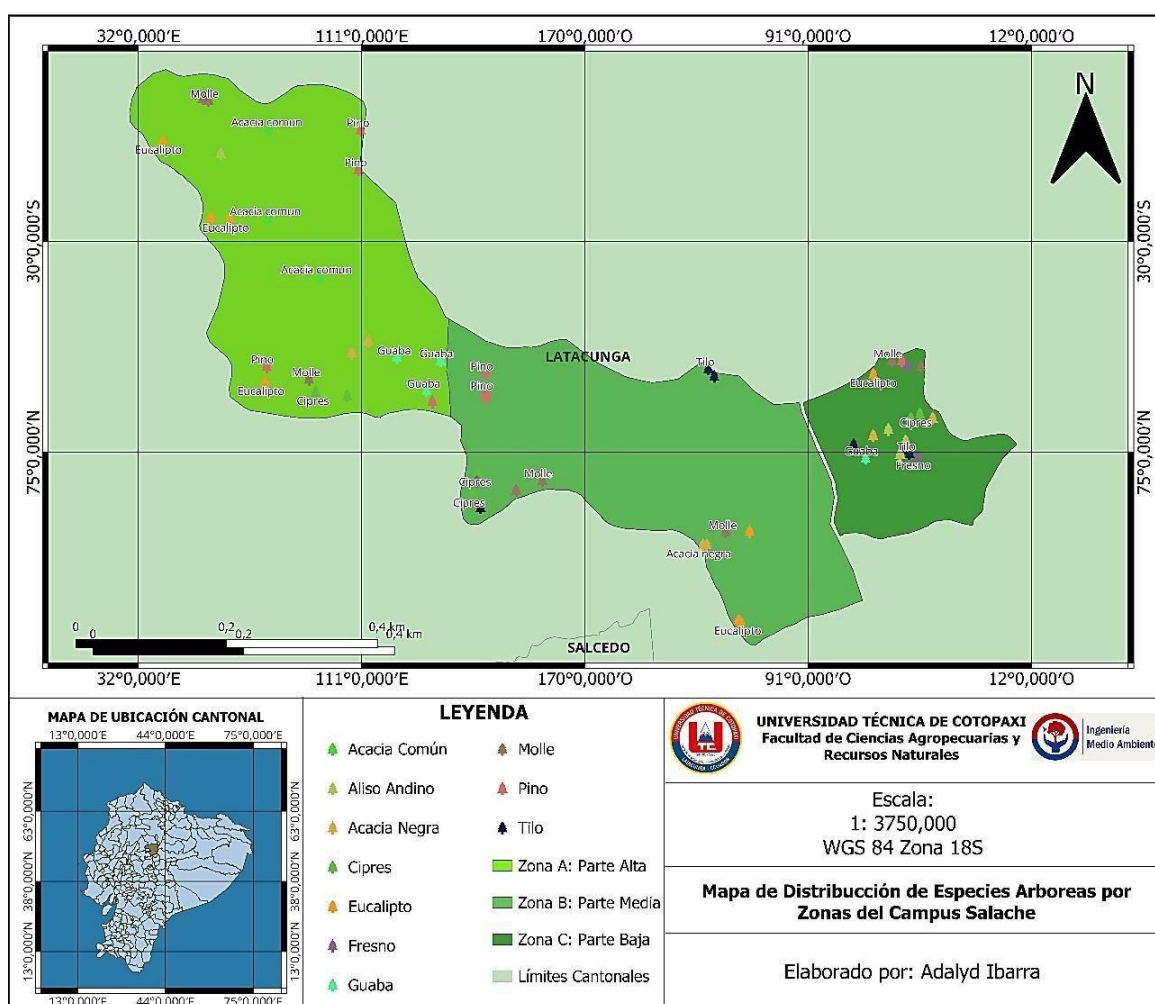 32°0,000'E 111°0,000'E 170°0,000'O 91°0,000'O 12°0,000'O
N
Molle
Acacia comun
Pino
Eucalipto
Pino
Acacia comun
Eucalipto
30°0,000'S
30°0,000'S
Acacia comun
Guaba
Guaba
LATACUNGA
Tilo
Molle
Pino
Pino
Eucalipto
Molle
Eucalipto
Guaba
Pino
Cipres
Cipres
Guaba
Tilo
Fresno
75°0,000'N
75°0,000'N
Cipres
Molle
Cipres
Molle
Acacia negra
Eucalipto
0 0,2 0,4 km
0 0,2 0,4 km
SALCEDO
32°0,000'E 111°0,000'E 170°0,000'O 91°0,000'O 12°0,000'O
MAPA DE UBICACIÓN CANTONAL
13°0,000'E 44°0,000'E 75°0,000'E
63°0,000'N
63°0,000'N
38°0,000'N
38°0,000'N
13°0,000'N
13°0,000'N
13°0,000'E 44°0,000'E 75°0,000'E
LEYENDA
Acacia Común
Aliso Andino
Acacia Negra
Cipres
Eucalipto
Fresno
Guaba
Molle
Pino
Tilo
Zona A: Parte Alta
Zona B: Parte Media
Zona C: Parte Baja
Límites Cantonales
UNIVERSIDAD TÉCNICA DE COTOPAXI
Facultad de Ciencias Agropecuarias y
Recursos Naturales
UNIVERSIDAD TÉCNICA DE COTOPAXI
UTC
Ingeniería
Medio Ambiente
Escala:
1: 3750,000
WGS 84 Zona 18S
Mapa de Distribucción de Especies Arboreas por
Zonas del Campus Salache
Elaborado por: Adalyd Ibarra